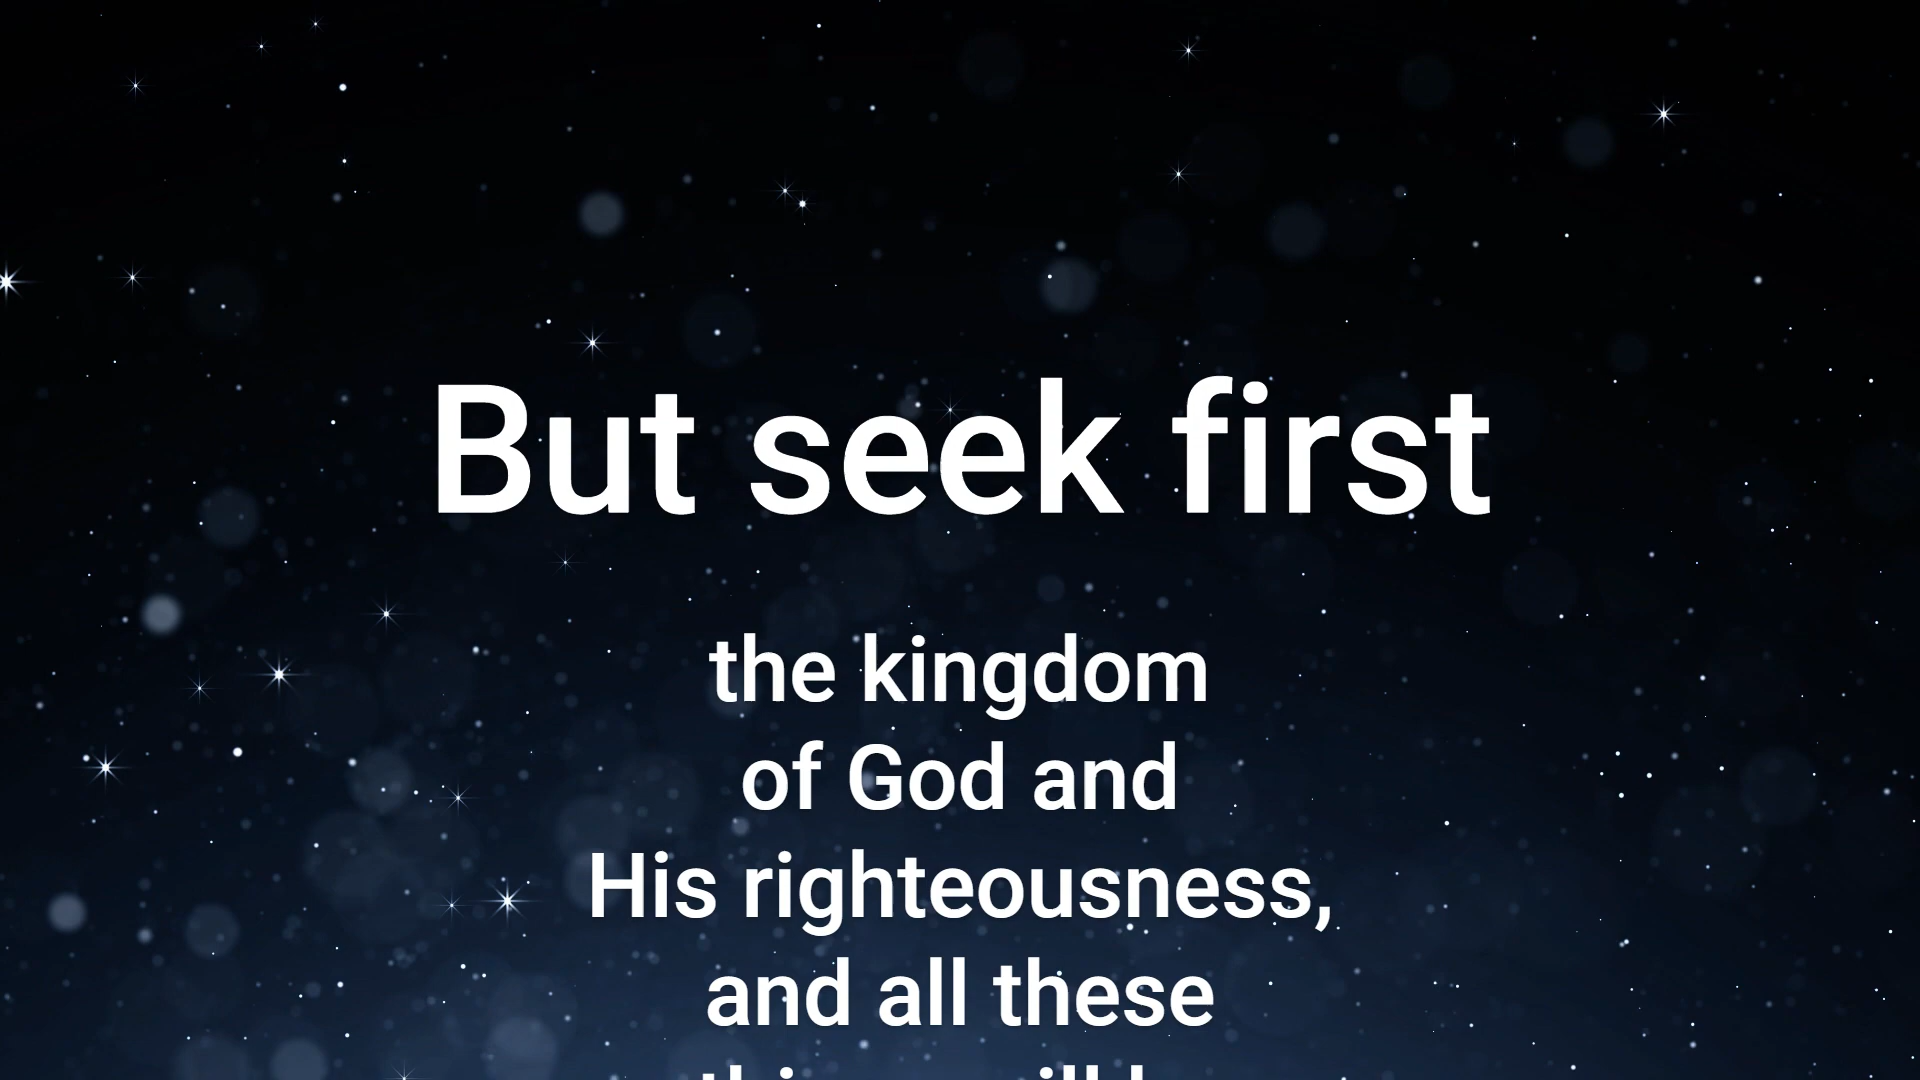 But seek first
the kingdom
of God and
His righteousness,
and all these